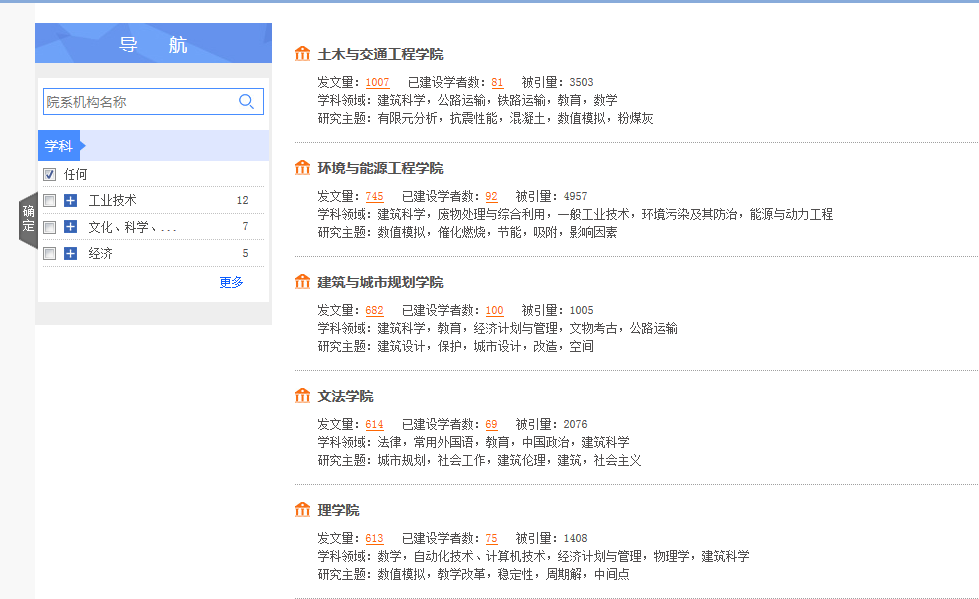 导 航
院系机构名称
学科
任何
工业技术 12
文化、科学、... 7
经济 5
更多
确定
土木与交通工程学院
发文量：1007 已建设学者数：81 被引量：3503
学科领域：建筑科学，公路运输，铁路运输，教育，数学
研究主题：有限元分析，抗震性能，混凝土，数值模拟，粉煤灰
环境与能源工程学院
发文量：745 已建设学者数：92 被引量：4957
学科领域：建筑科学，废物处理与综合利用，一般工业技术，环境污染及其防治，能源与动力工程
研究主题：数值模拟，催化燃烧，节能，吸附，影响因素
建筑与城市规划学院
发文量：682 已建设学者数：100 被引量：1005
学科领域：建筑科学，教育，经济计划与管理，文物考古，公路运输
研究主题：建筑设计，保护，城市设计，改造，空间
文法学院
发文量：614 已建设学者数：69 被引量：2076
学科领域：法律，常用外国语，教育，中国政治，建筑科学
研究主题：城市规划，社会工作，建筑伦理，建筑，社会主义
理学院
发文量：613 已建设学者数：75 被引量：1408
学科领域：数学，自动化技术、计算机技术，经济计划与管理，物理学，建筑科学
研究主题：数值模拟，教学改革，稳定性，周期解，中间点